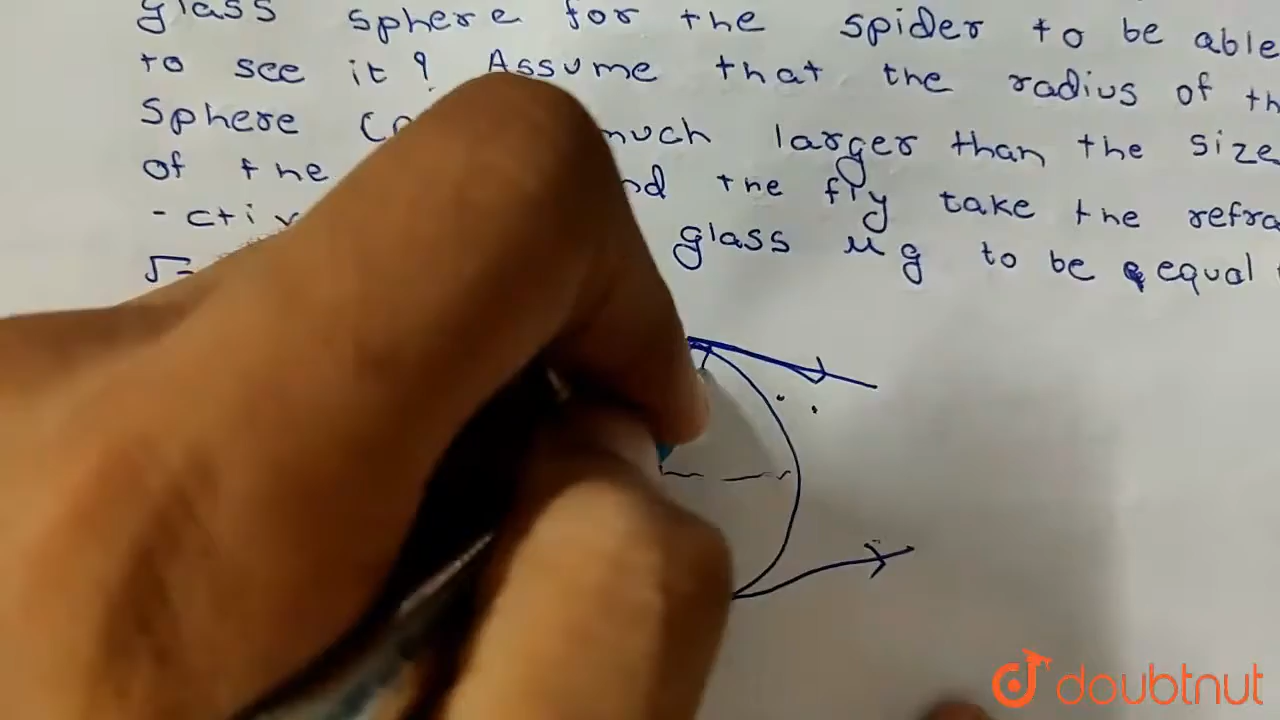 glass sphere for the spider to be able
to see it? Assume that the radius of th
Sphere much larger than the size
of the nd the fly take the refra
-ctiv glass μg to be equal
√=
doubtnut